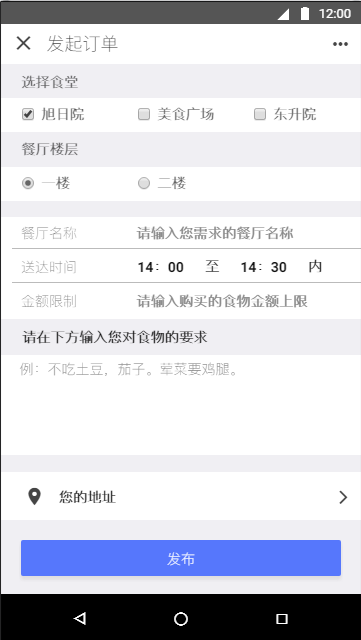 12:00
发起订单
选择食堂
旭日院 美食广场 东升院
餐厅楼层
一楼 二楼
餐厅名称 请输入您需求的餐厅名称
送达时间 14: 00 至 14: 30 内
金额限制 请输入购买的食物金额上限
请在下方输入您对食物的要求
例：不吃土豆，茄子。荤菜要鸡腿。
您的地址
发布